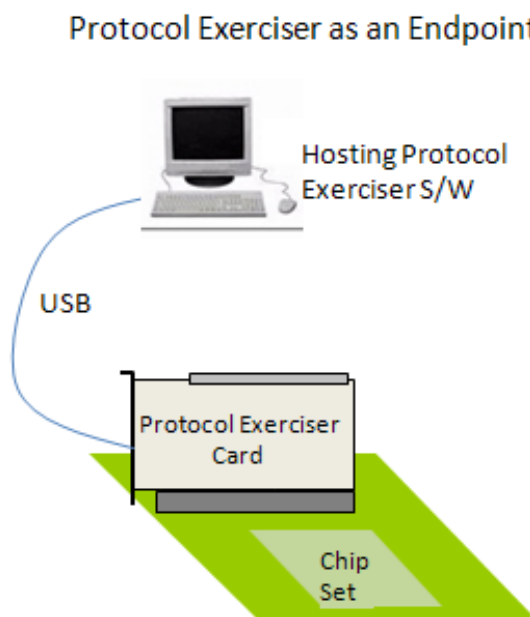 Protocol Exerciser as an Endpoint
Hosting Protocol
Exerciser S/W
USB
Protocol Exerciser
Card
Chip
Set